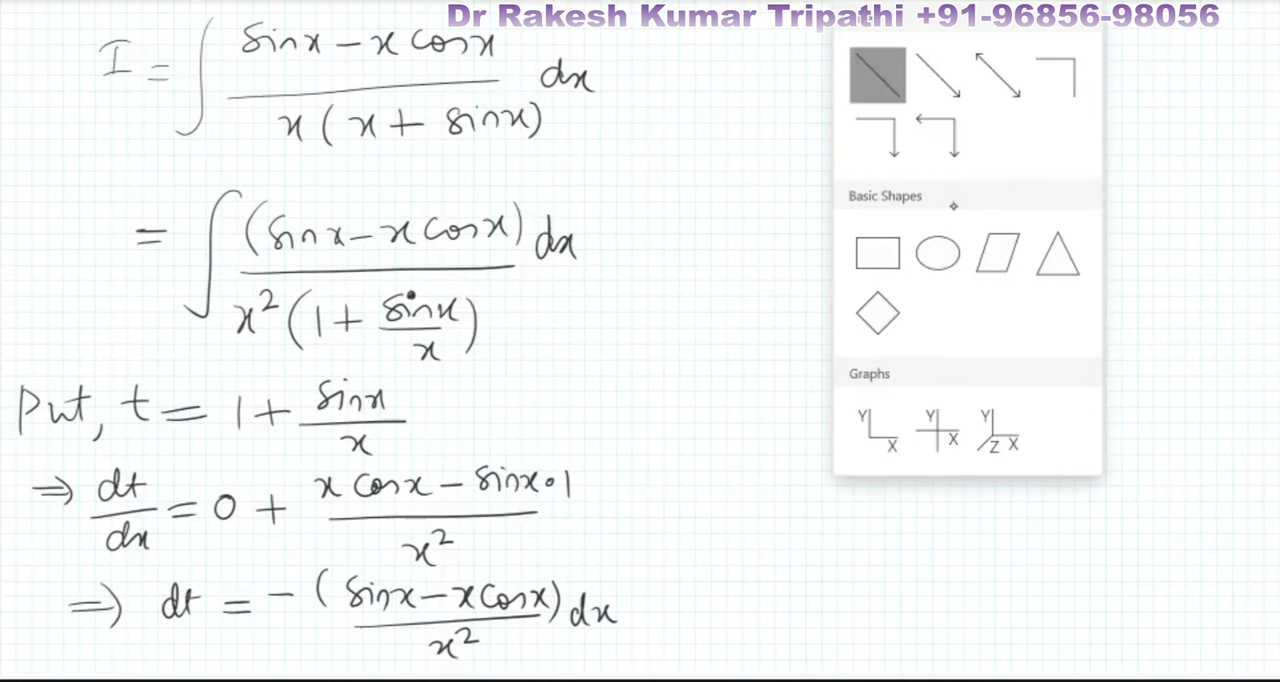 Dr Rakesh Kumar Tripathi +91-96856-98056
I = ∫ (sinx - x cosx) / (x(x + sinx)) dx
= ∫ (sinx - x cosx) dx / (x²(1 + sinx/x))
Put, t = 1 + sinx/x
⇒ dt/dx = 0 + (x cosx - sinx·1) / x²
⇒ dt = - (sinx - x cosx) / x² dx
Basic Shapes
Graphs
Y X Y X Y Z X